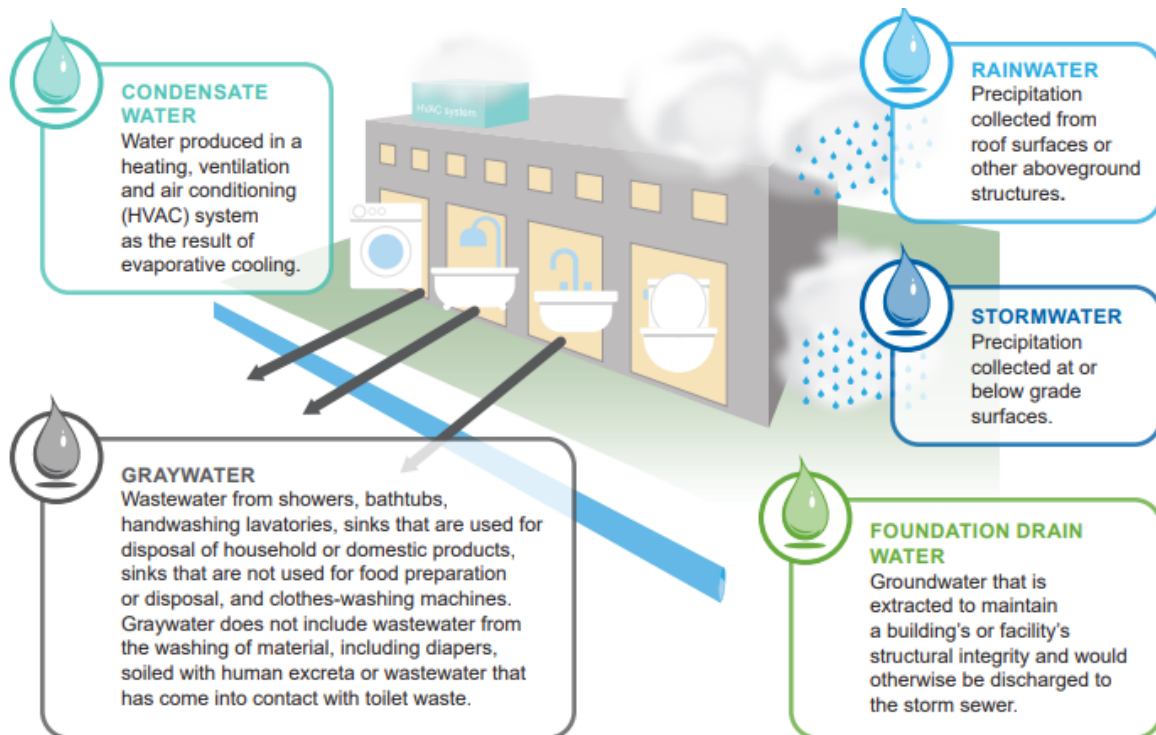 CONDENSATE
WATER
Water produced in a
heating, ventilation
and air conditioning
(HVAC) system
as the result of
evaporative cooling.
HVAC system
RAINWATER
Precipitation
collected from
roof surfaces or
other aboveground
structures.
STORMWATER
Precipitation
collected at or
below grade
surfaces.
GRAYWATER
Wastewater from showers, bathtubs,
handwashing lavatories, sinks that are used for
disposal of household or domestic products,
sinks that are not used for food preparation
or disposal, and clothes-washing machines.
Graywater does not include wastewater from
the washing of material, including diapers,
soiled with human excreta or wastewater that
has come into contact with toilet waste.
FOUNDATION DRAIN
WATER
Groundwater that is
extracted to maintain
a building's or facility's
structural integrity and would
otherwise be discharged to
the storm sewer.